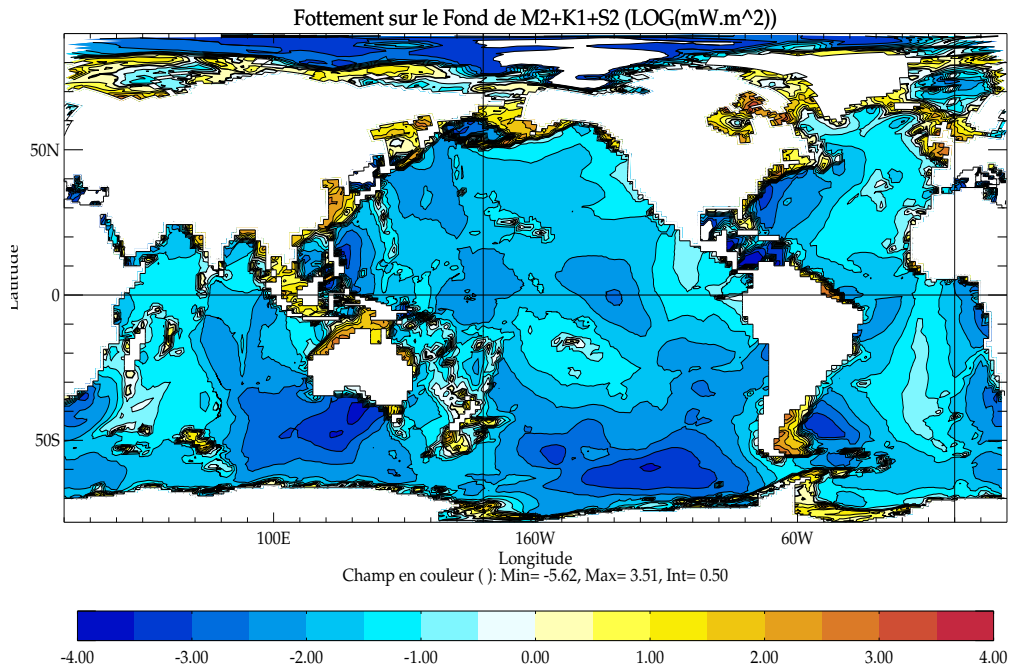 Fottement sur le Fond de M2+K1+S2 (LOG(mW.m^2))
50N
0
50S
Latitude
100E
160W
60W
Longitude
Champ en couleur ( ): Min= -5.62, Max= 3.51, Int= 0.50
-4.00
-3.00
-2.00
-1.00
0.00
1.00
2.00
3.00
4.00